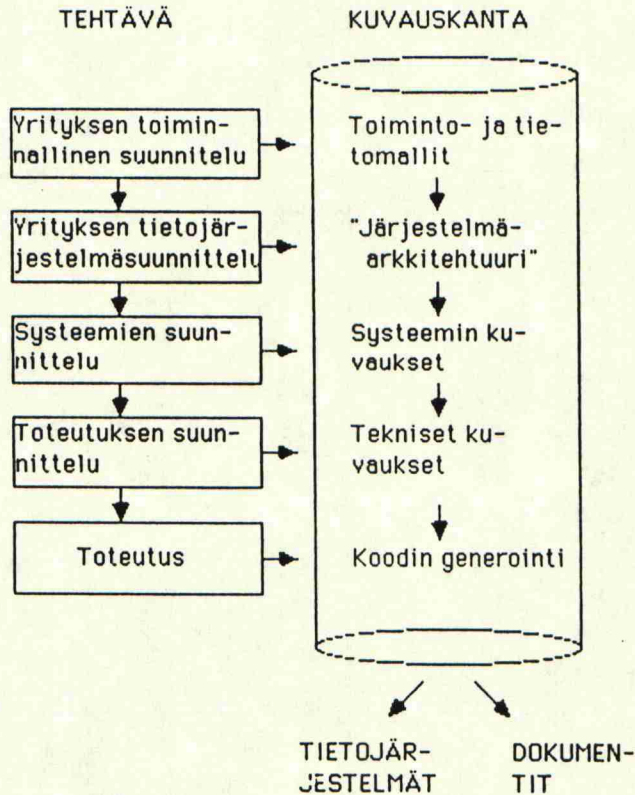 TEHTÄVÄ
KUVAUSKANTA
Yrityksen toimin-
nallinen suunnitelu
Toiminto- ja tie-
tomallit
Yrityksen tietojär-
jestelmäsuunnittelu
"Järjestelmä-
arkkitehtuuri"
Systeemien suun-
nittelu
Systeemin ku-
vaukset
Toteutuksen suun-
nittelu
Tekniset ku-
vaukset
Toteutus
Koodin generointi
TIETOJÄR-
JESTELMÄT
DOKUMEN-
TIT